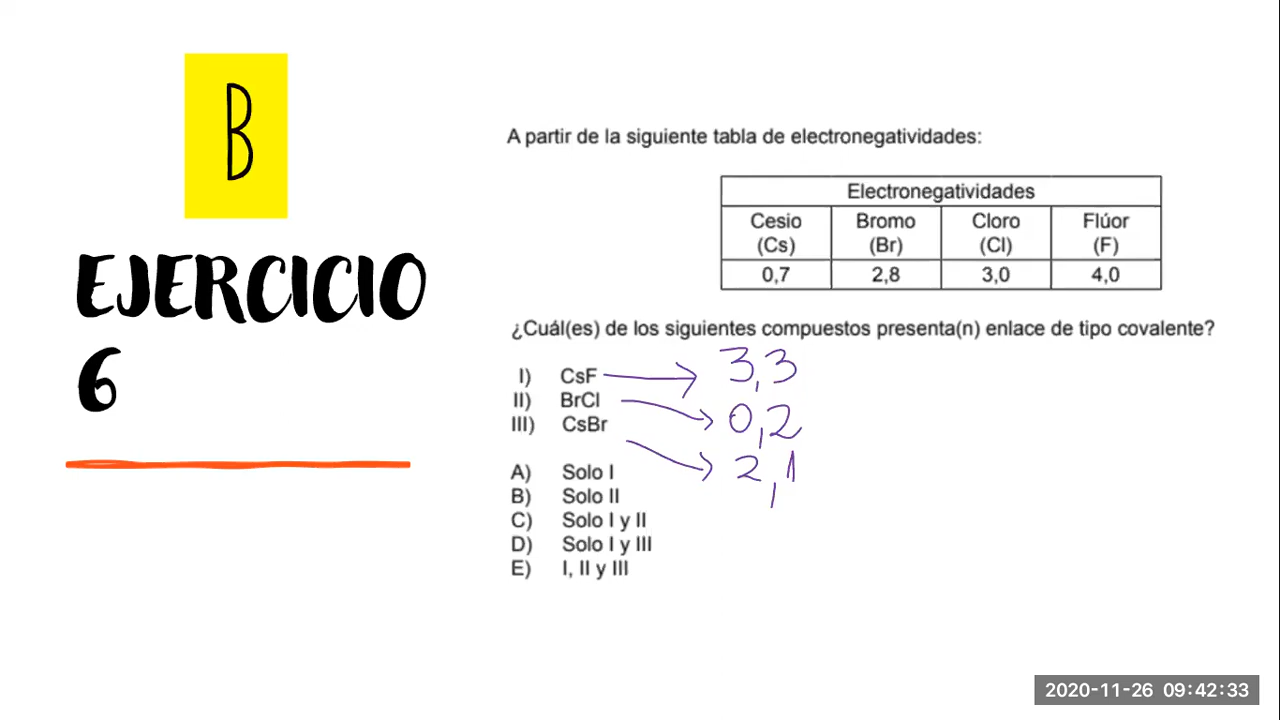 B
EJERCICIO
6
A partir de la siguiente tabla de electronegatividades:
Electronegatividades
Cesio (Cs) Bromo (Br) Cloro (Cl) Flúor (F)
0,7 2,8 3,0 4,0
¿Cuál(es) de los siguientes compuestos presenta(n) enlace de tipo covalente?
I) CsF 3,3
II) BrCl 0,2
III) CsBr 2,1
A) Solo I
B) Solo II
C) Solo I y II
D) Solo I y III
E) I, II y III
2020-11-26 09:42:33